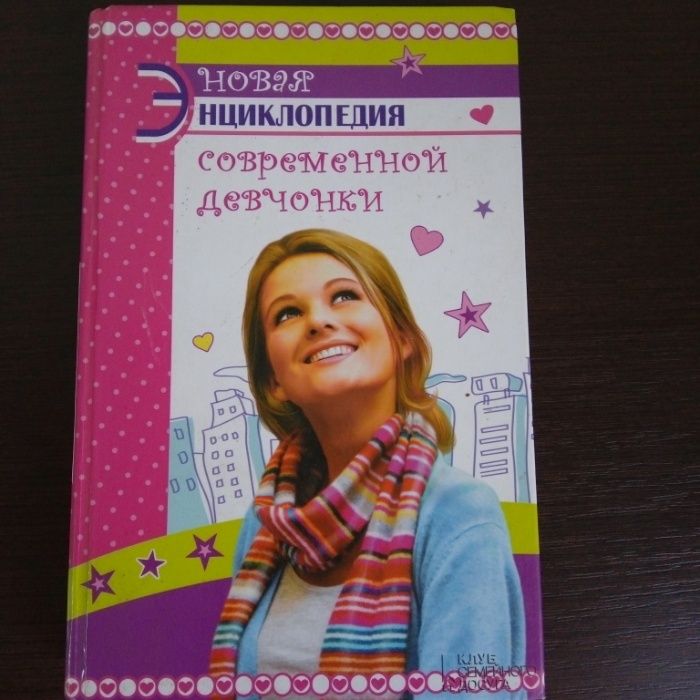 НОВАЯ
ЭНЦИКЛОПЕДИЯ
СОВРЕМЕННОЙ
ДЕВЧОНКИ
КЛУБ
СЕМЕЙНОГО
ДОСУГА